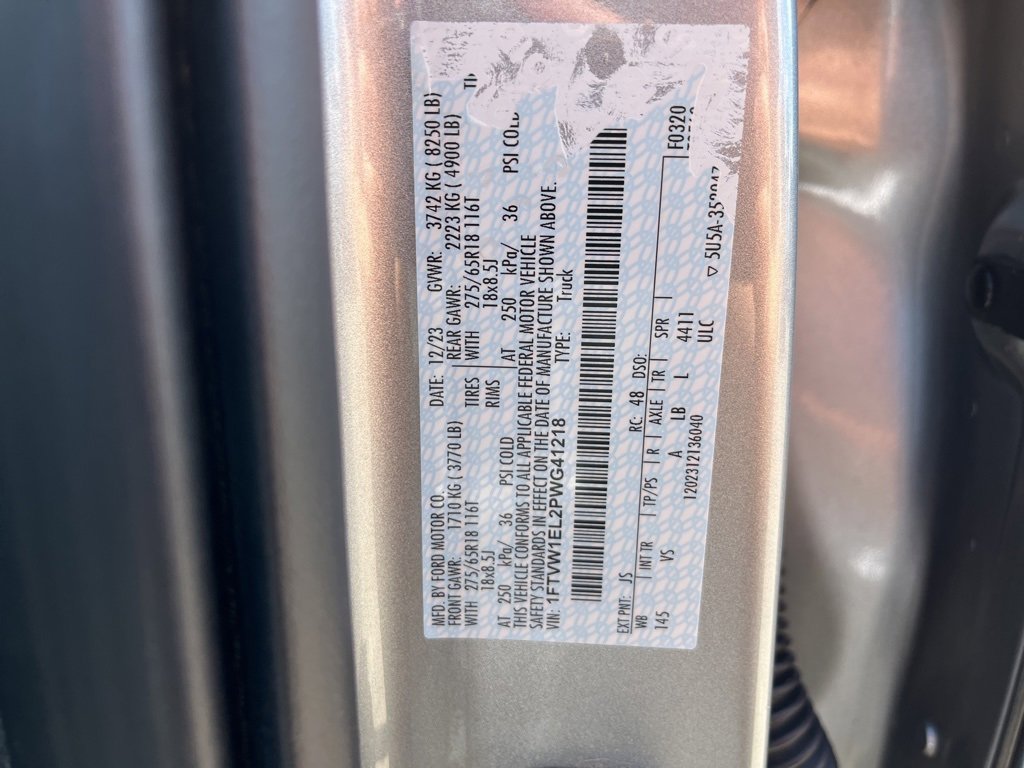 MFD. BY FORD MOTOR CO. DATE: 12/23 GVWR: 3742 KG ( 8250 LB)
FRONT GAWR: 1710 KG ( 3770 LB) REAR GAWR: 2223 KG ( 4900 LB)
WITH 275/65R18 116T TIRES WITH 275/65R18 116T
18x8.5J RIMS 18x8.5J
AT 250 kPa/ 36 PSI COLD AT 250 kPa/ 36 PSI COLD
THIS VEHICLE CONFORMS TO ALL APPLICABLE FEDERAL MOTOR VEHICLE
SAFETY STANDARDS IN EFFECT ON THE DATE OF MANUFACTURE SHOWN ABOVE.
VIN: 1FTVW1EL2PWG41218 TYPE: Truck
EXT PNT: JS RC: 48 DSO: F0320
WB INT TR TP/PS R AXLE TR SPR
145 VS A LB L 4411
1202312136040 ULC